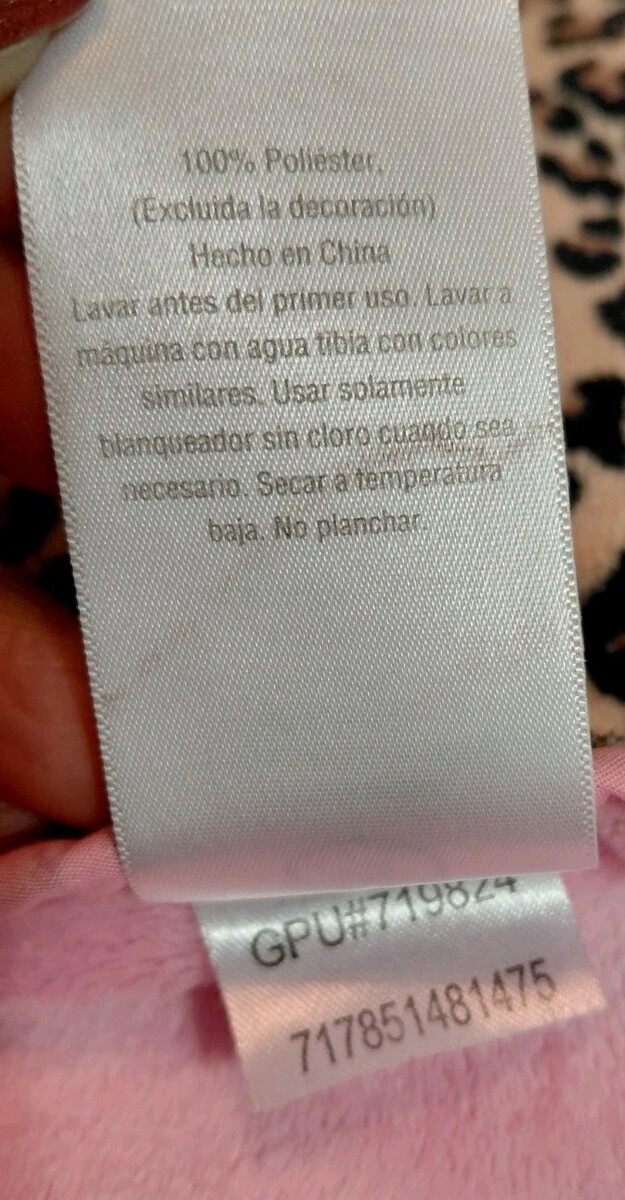 100% Poliéster.
(Excluida la decoración)
Hecho en China
Lavar antes del primer uso. Lavar a
máquina con agua tibia con colores
similares. Usar solamente
blanqueador sin cloro cuando sea
necesario. Secar a temperatura
baja. No planchar.
GPU#719824
717851481475